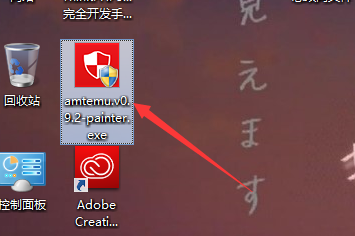 完全开发手...
回收站
amtemu.v0.
9.2-painter.
exe
控制面板
Adobe
Creati...
見
え
ま
す